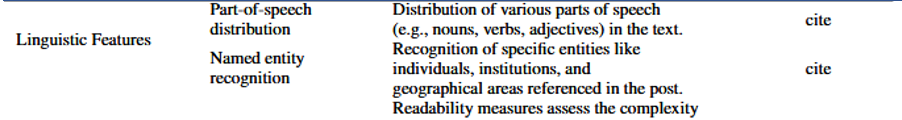 Part-of-speech
distribution
Distribution of various parts of speech
(e.g., nouns, verbs, adjectives) in the text.
cite
Linguistic Features
Named entity
recognition
Recognition of specific entities like
individuals, institutions, and
geographical areas referenced in the post.
cite
Readability measures assess the complexity